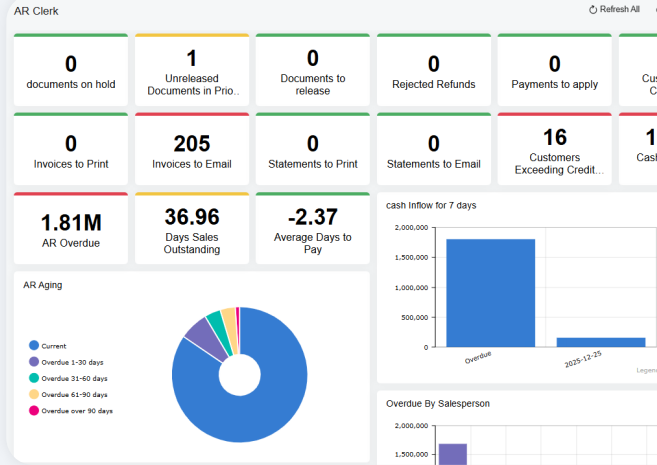 AR Clerk
Refresh All
0
documents on hold
1
Unreleased
Documents in Prio..
0
Documents to
release
0
Rejected Refunds
0
Payments to apply
0
Invoices to Print
205
Invoices to Email
0
Statements to Print
0
Statements to Email
16
Customers
Exceeding Credit...
1.81M
AR Overdue
36.96
Days Sales
Outstanding
-2.37
Average Days to
Pay
cash Inflow for 7 days
2,000,000
1,500,000
1,000,000
500,000
0
Overdue
2025-12-25
Legend
AR Aging
Current
Overdue 1-30 days
Overdue 31-60 days
Overdue 61-90 days
Overdue over 90 days
Overdue By Salesperson
2,000,000
1,500,000